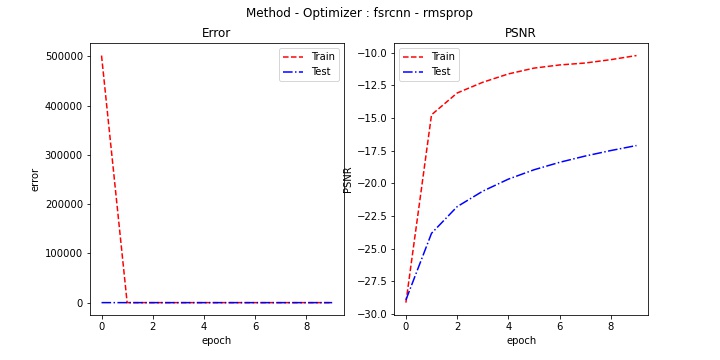 Method - Optimizer : fsrcnn - rmsprop
Error
500000
400000
300000
200000
100000
0
0 2 4 6 8
error
epoch
Train
Test
PSNR
−10.0
−12.5
−15.0
−17.5
−20.0
−22.5
−25.0
−27.5
−30.0
0 2 4 6 8
PSNR
epoch
Train
Test